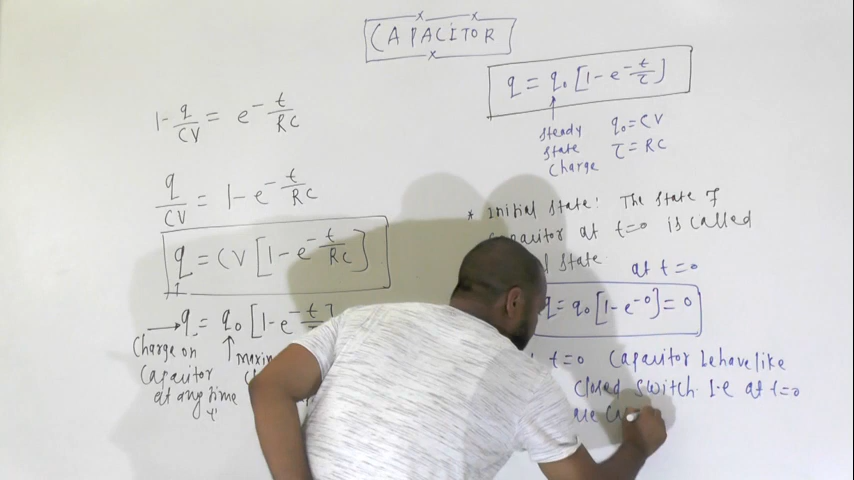 CAPACITOR
1 - q/CV = e^-t/RC
q/CV = 1 - e^-t/RC
q = CV [1 - e^-t/RC]
q = q0 [1 - e^-t
Charge on
Capacitor
at any time
't'
maxim
q = q0 [1 - e^-t/τ]
Steady
State
Charge
q0 = CV
τ = RC
* Initial State: The State of
Capacitor at t=0 is called
State
at t=0
q = q0 [1 - e^-0] = 0
t=0 Capacitor behave like
closed switch I.e at t=0